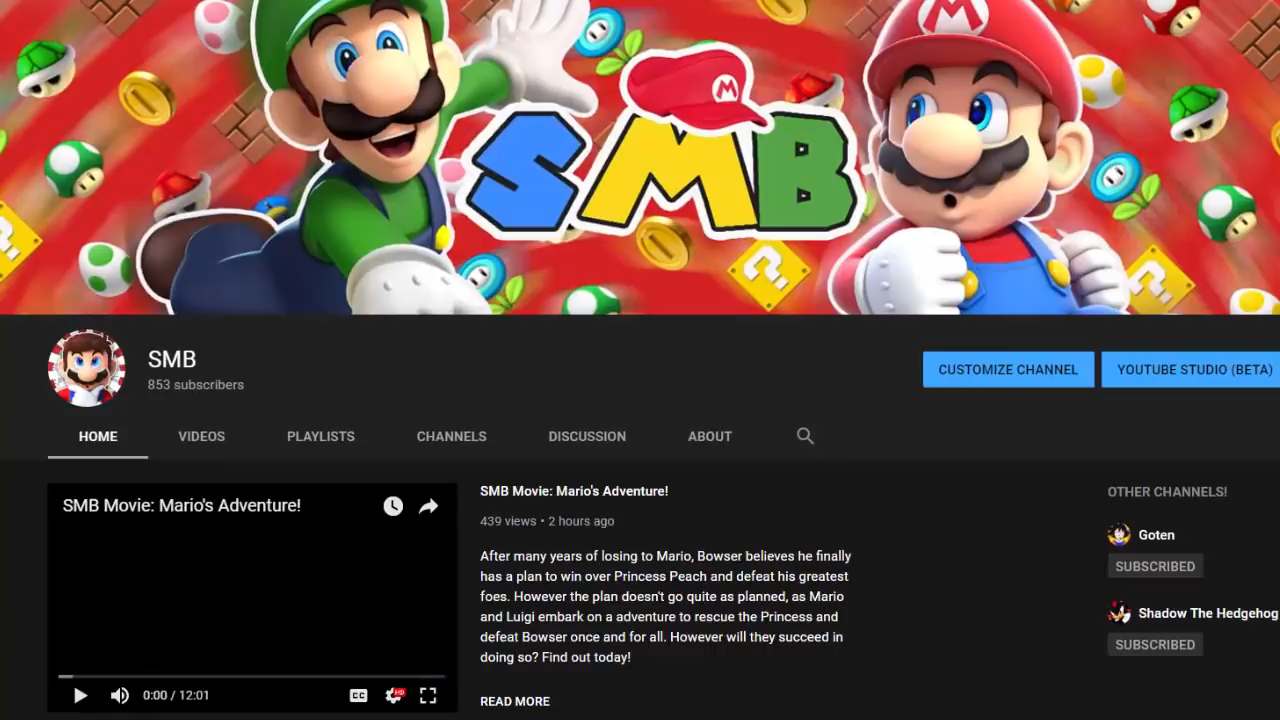 SMB
M
M
SMB
853 subscribers
CUSTOMIZE CHANNEL
YOUTUBE STUDIO (BETA)
HOME
VIDEOS
PLAYLISTS
CHANNELS
DISCUSSION
ABOUT
SMB Movie: Mario's Adventure!
0:00 / 12:01
CC
HD
SMB Movie: Mario's Adventure!
439 views • 2 hours ago
After many years of losing to Mario, Bowser believes he finally
has a plan to win over Princess Peach and defeat his greatest
foes. However the plan doesn't go quite as planned, as Mario
and Luigi embark on a adventure to rescue the Princess and
defeat Bowser once and for all. However will they succeed in
doing so? Find out today!
READ MORE
OTHER CHANNELS!
Goten
SUBSCRIBED
Shadow The Hedgehog
SUBSCRIBED